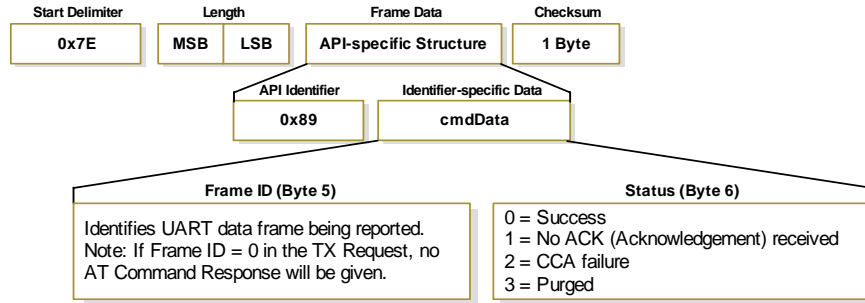 Start Delimiter Length Frame Data Checksum
0x7E MSB LSB API-specific Structure 1 Byte
API Identifier Identifier-specific Data
0x89 cmdData
Frame ID (Byte 5)
Identifies UART data frame being reported.
Note: If Frame ID = 0 in the TX Request, no
AT Command Response will be given.
Status (Byte 6)
0 = Success
1 = No ACK (Acknowledgement) received
2 = CCA failure
3 = Purged